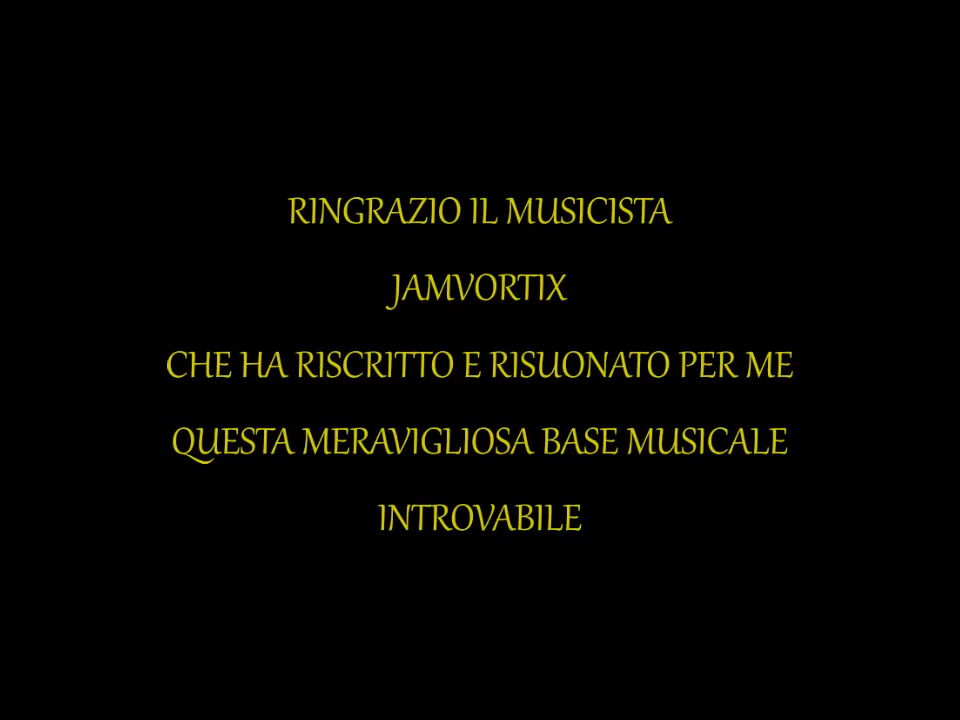 RINGRAZIO IL MUSICISTA
JAMVORTIX
CHE HA RISCRITTO E RISUONATO PER ME
QUESTA MERAVIGLIOSA BASE MUSICALE
INTROVABILE